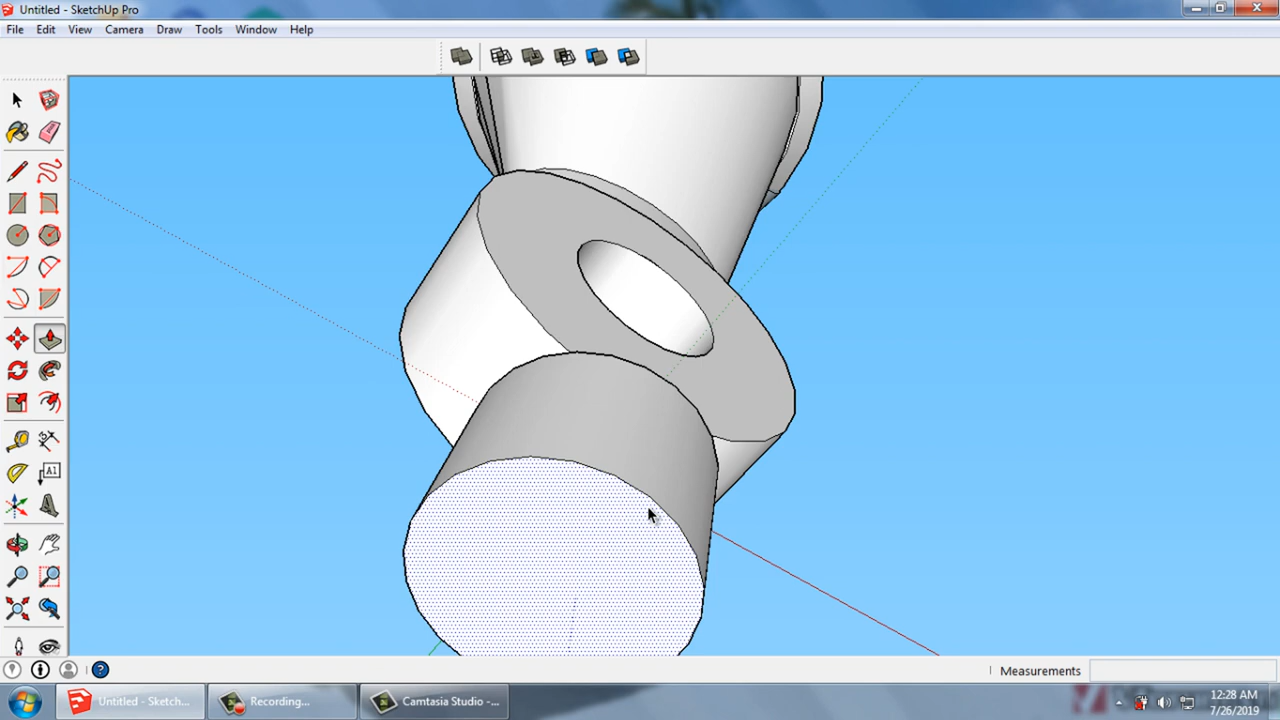 Untitled - SketchUp Pro
File Edit View Camera Draw Tools Window Help
A1
Measurements
Untitled - Sketch...
Recording...
Camtasia Studio -...
12:28 AM
7/26/2019